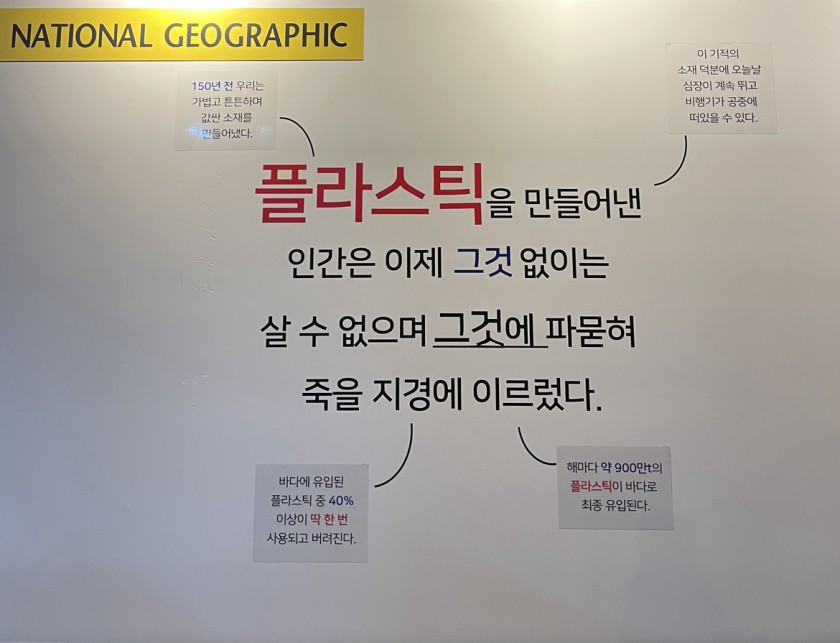 NATIONAL GEOGRAPHIC
150년 전 우리는
가볍고 튼튼하며
값싼 소재를
만들어냈다.
이 기적의
소재 덕분에 오늘날
심장이 계속 뛰고
비행기가 공중에
떠있을 수 있다.
플라스틱을 만들어낸
인간은 이제 그것 없이는
살 수 없으며 그것에 파묻혀
죽을 지경에 이르렀다.
바다에 유입된
플라스틱 중 40%
이상이 딱 한 번
사용되고 버려진다.
해마다 약 900만t의
플라스틱이 바다로
최종 유입된다.